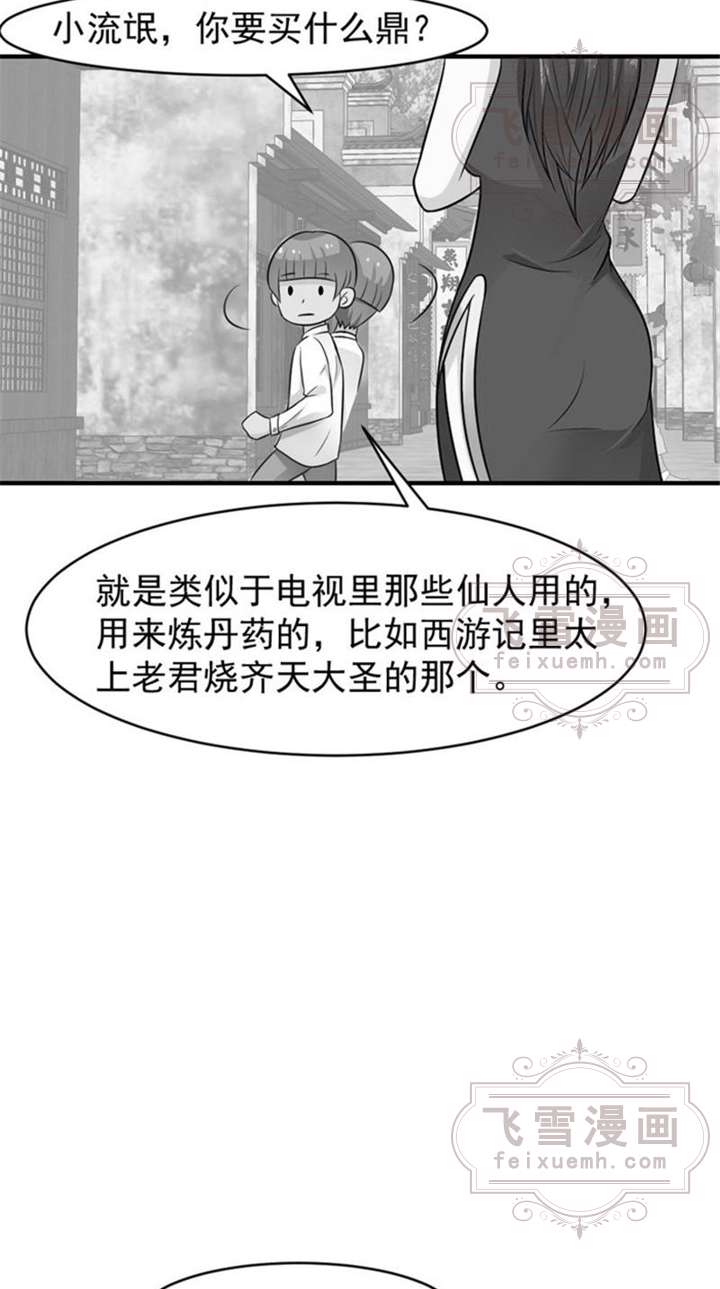 小流氓，你要买什么鼎？
飞雪漫画
feixuemh.com
就是类似于电视里那些仙人用的，
用来炼丹药的，比如西游记里太
上老君烧齐天大圣的那个。
飞雪漫画
feixuemh.com
飞雪漫画
feixuemh.com